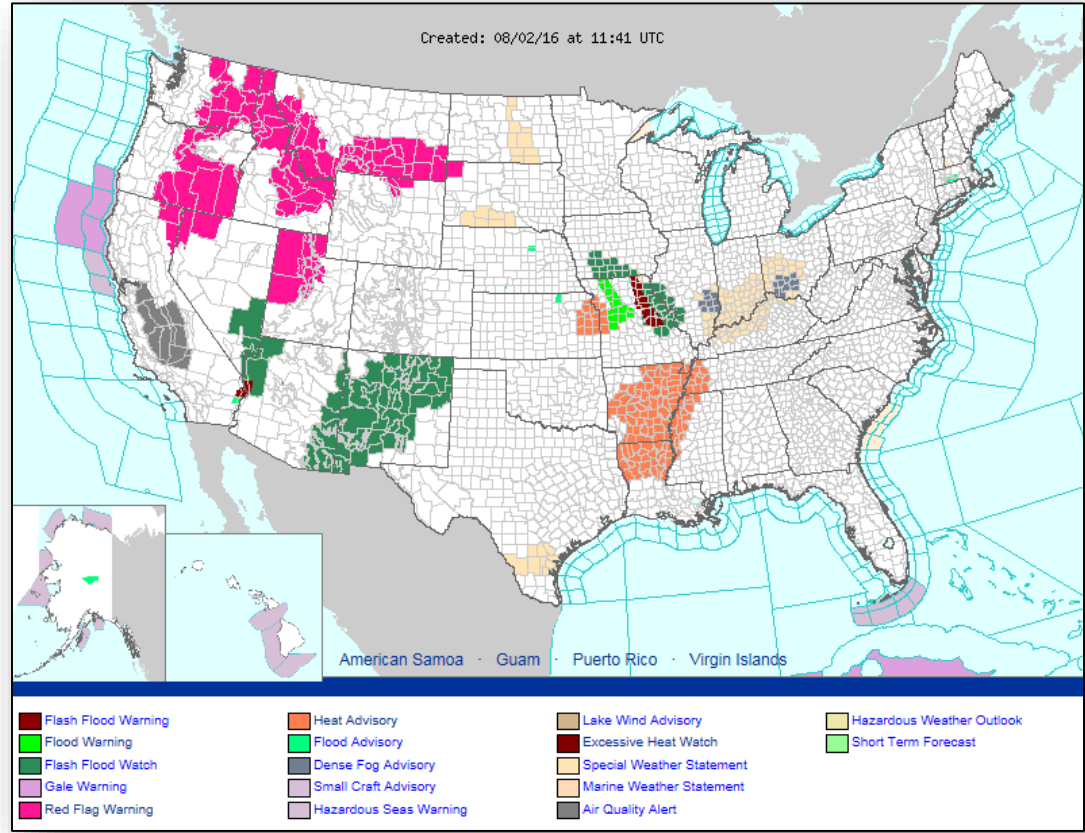 Created: 08/02/16 at 11:41 UTC
American Samoa · Guam · Puerto Rico · Virgin Islands
Flash Flood Warning
Flood Warning
Flash Flood Watch
Gale Warning
Red Flag Warning
Heat Advisory
Flood Advisory
Dense Fog Advisory
Small Craft Advisory
Hazardous Seas Warning
Lake Wind Advisory
Excessive Heat Watch
Special Weather Statement
Marine Weather Statement
Air Quality Alert
Hazardous Weather Outlook
Short Term Forecast